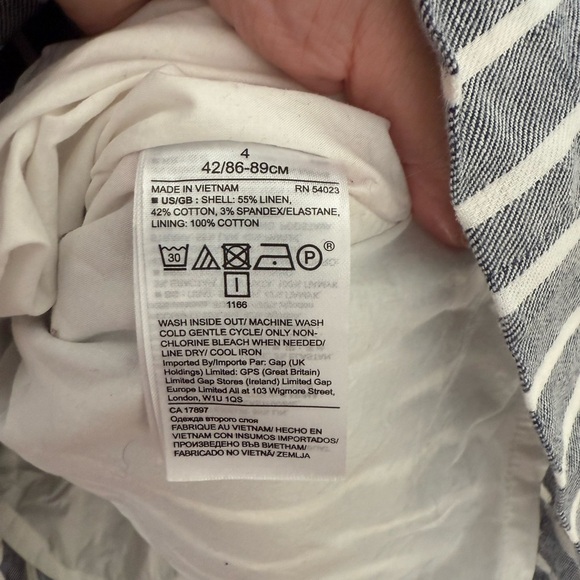 4
42/86-89CM
MADE IN VIETNAM RN 54023
■ US/GB : SHELL: 55% LINEN,
42% COTTON, 3% SPANDEX/ELASTANE,
LINING: 100% COTTON
30 P ®
I
1166
WASH INSIDE OUT/ MACHINE WASH
COLD GENTLE CYCLE/ ONLY NON-
CHLORINE BLEACH WHEN NEEDED/
LINE DRY/ COOL IRON
Imported By/Importe Par: Gap (UK
Holdings) Limited: GPS (Great Britain)
Limited Gap Stores (Ireland) Limited Gap
Europe Limited All at 103 Wigmore Street,
London, W1U 1QS
CA 17897
Одежда второго слоя
FABRIQUE AU VIETNAM/ HECHO EN
VIETNAM CON INSUMOS IMPORTADOS/
ПРОИЗВЕДЕНО ВЪВ ВИЕТНАМ/
FABRICADO NO VIETNÃ/ ZEMLJA